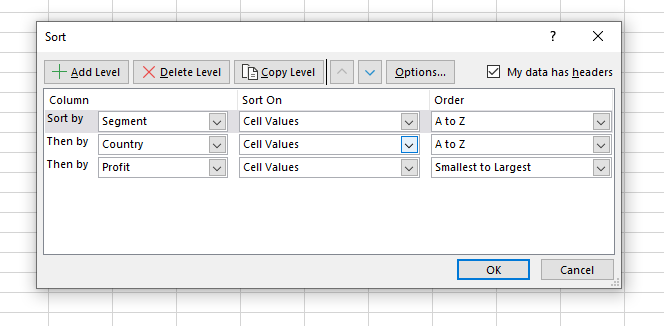 Sort ?
Add Level Delete Level Copy Level Options... My data has headers
Column Sort On Order
Sort by Segment Cell Values A to Z
Then by Country Cell Values A to Z
Then by Profit Cell Values Smallest to Largest
OK Cancel